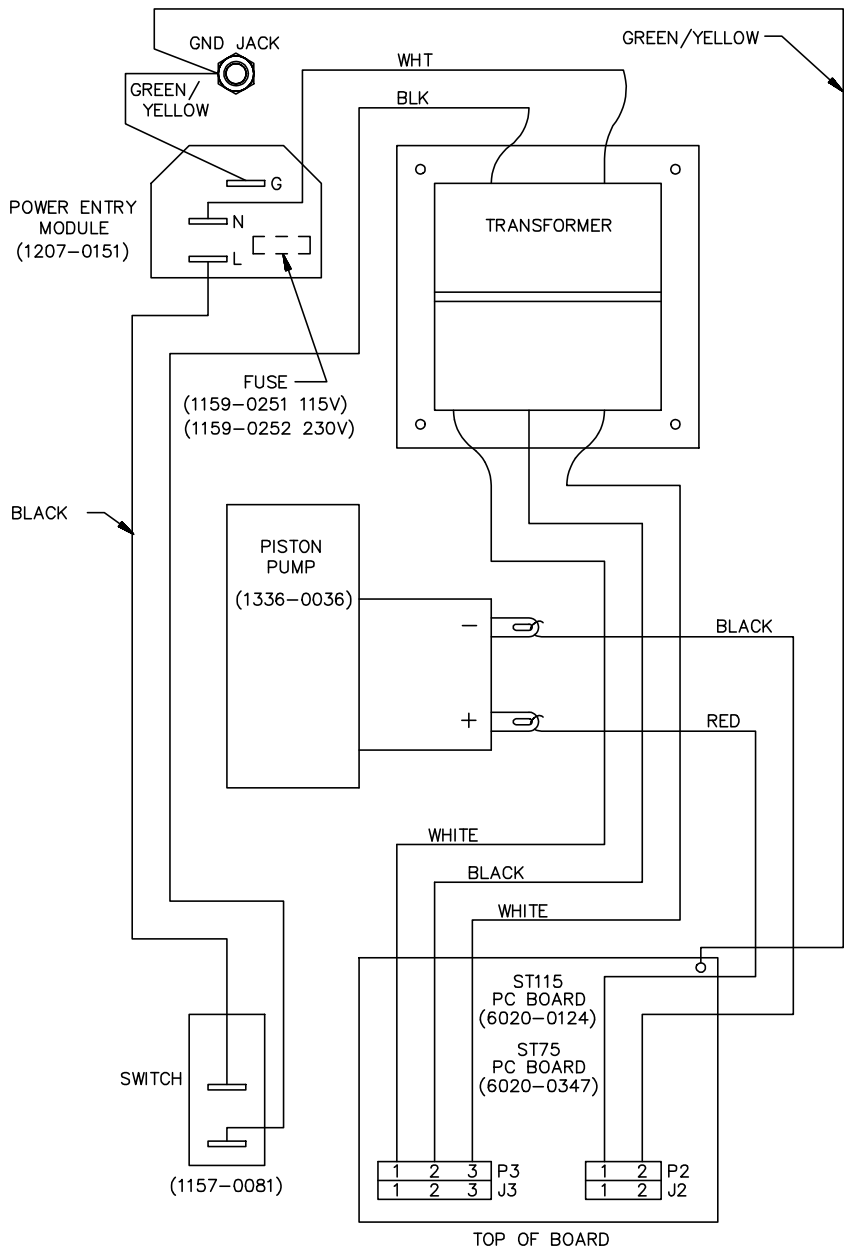 GND JACK
GREEN/YELLOW
WHT
GREEN/
YELLOW
BLK
G
POWER ENTRY
MODULE
(1207-0151)
N
L
TRANSFORMER
FUSE
(1159-0251 115V)
(1159-0252 230V)
BLACK
PISTON
PUMP
(1336-0036)
-
BLACK
+
RED
WHITE
BLACK
WHITE
ST115
PC BOARD
(6020-0124)
ST75
PC BOARD
(6020-0347)
SWITCH
(1157-0081)
1 2 3 P3
1 2 3 J3
1 2 P2
1 2 J2
TOP OF BOARD